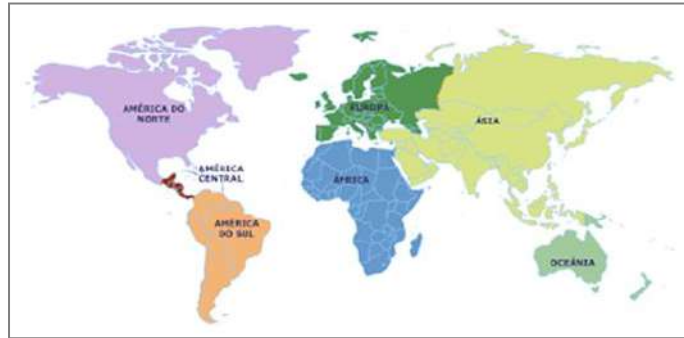 AMÉRICA DO
NORTE
EUROPA
ÁSIA
AMÉRICA
CENTRAL
ÁFRICA
AMÉRICA
DO SUL
OCEÂNIA